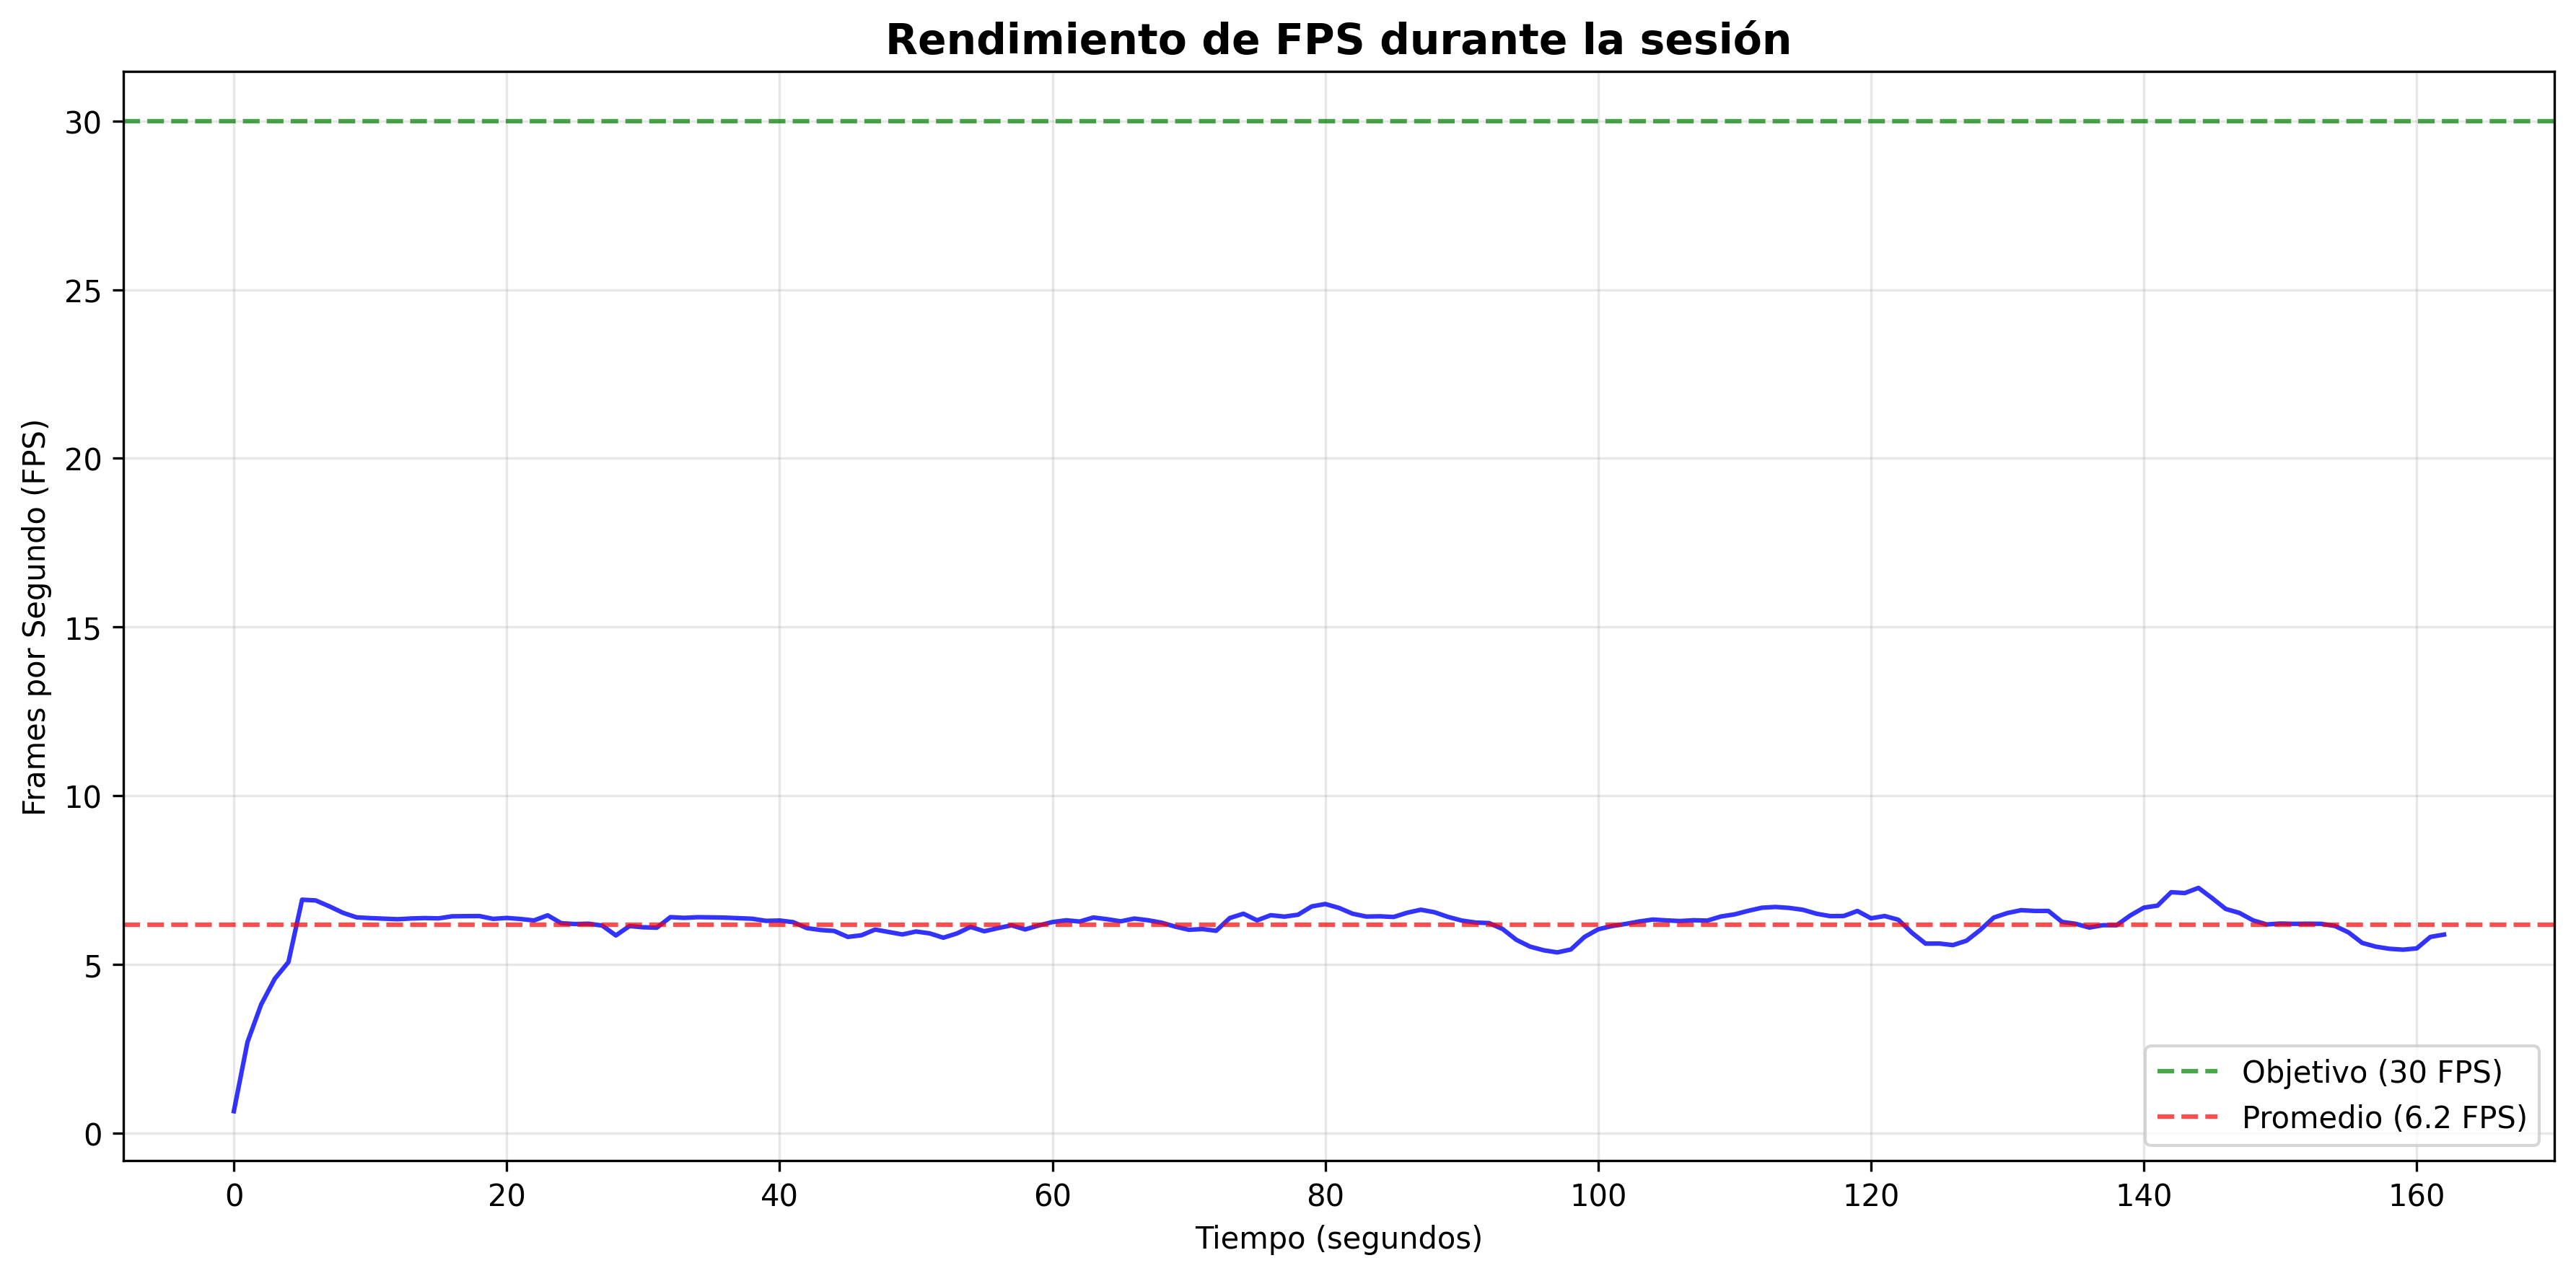 Rendimiento de FPS durante la sesión
Frames por Segundo (FPS)
30
25
20
15
10
5
0
0 20 40 60 80 100 120 140 160
Tiempo (segundos)
Objetivo (30 FPS)
Promedio (6.2 FPS)